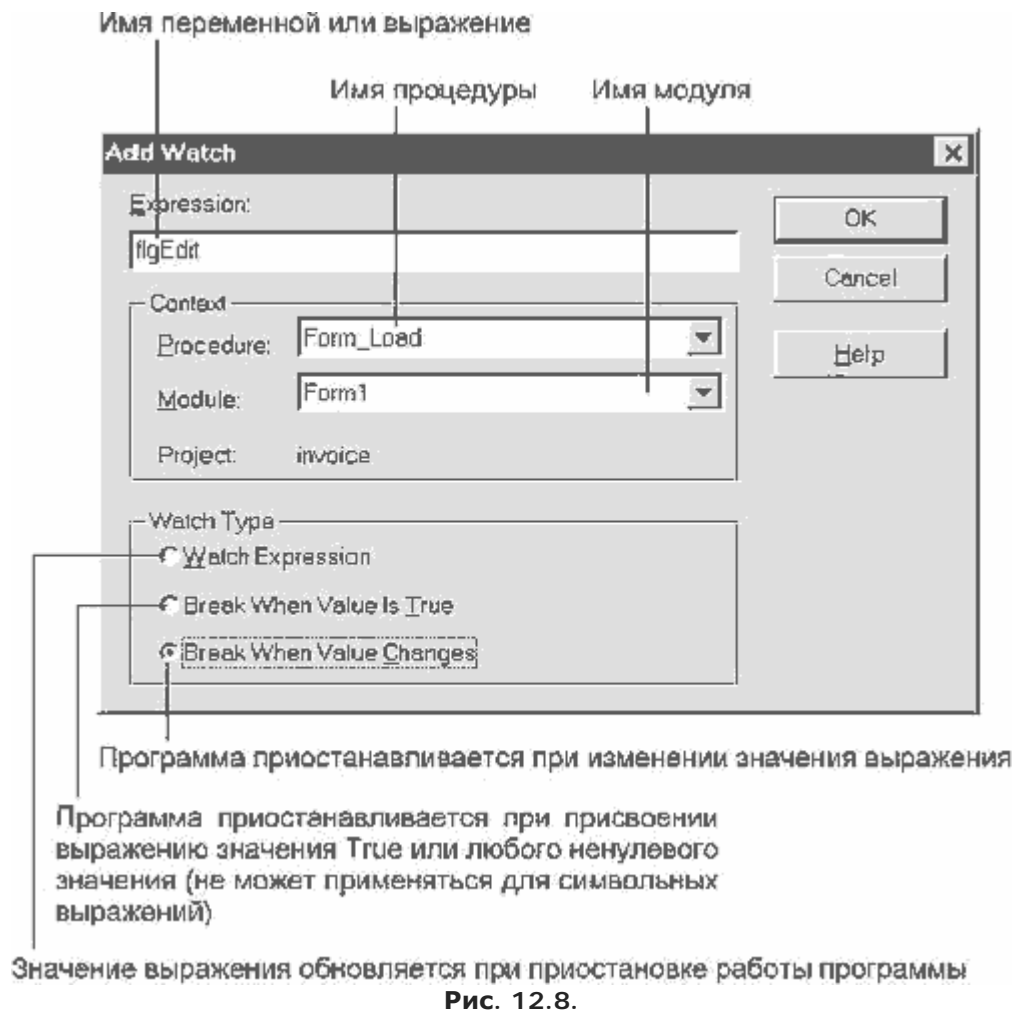 Имя переменной или выражение
Имя процедуры Имя модуля
Add Watch
Expression:
OK
flgEdit
Cancel
Context
Procedure: Form_Load
Help
Module: Form1
Project: invoice
Watch Type
Watch Expression
Break When Value Is True
Break When Value Changes
Программа приостанавливается при изменении значения выражения
Программа приостанавливается при присвоении
выражению значения True или любого ненулевого
значения (не может применяться для символьных
выражений)
Значение выражения обновляется при приостановке работы программы
Рис. 12.8.